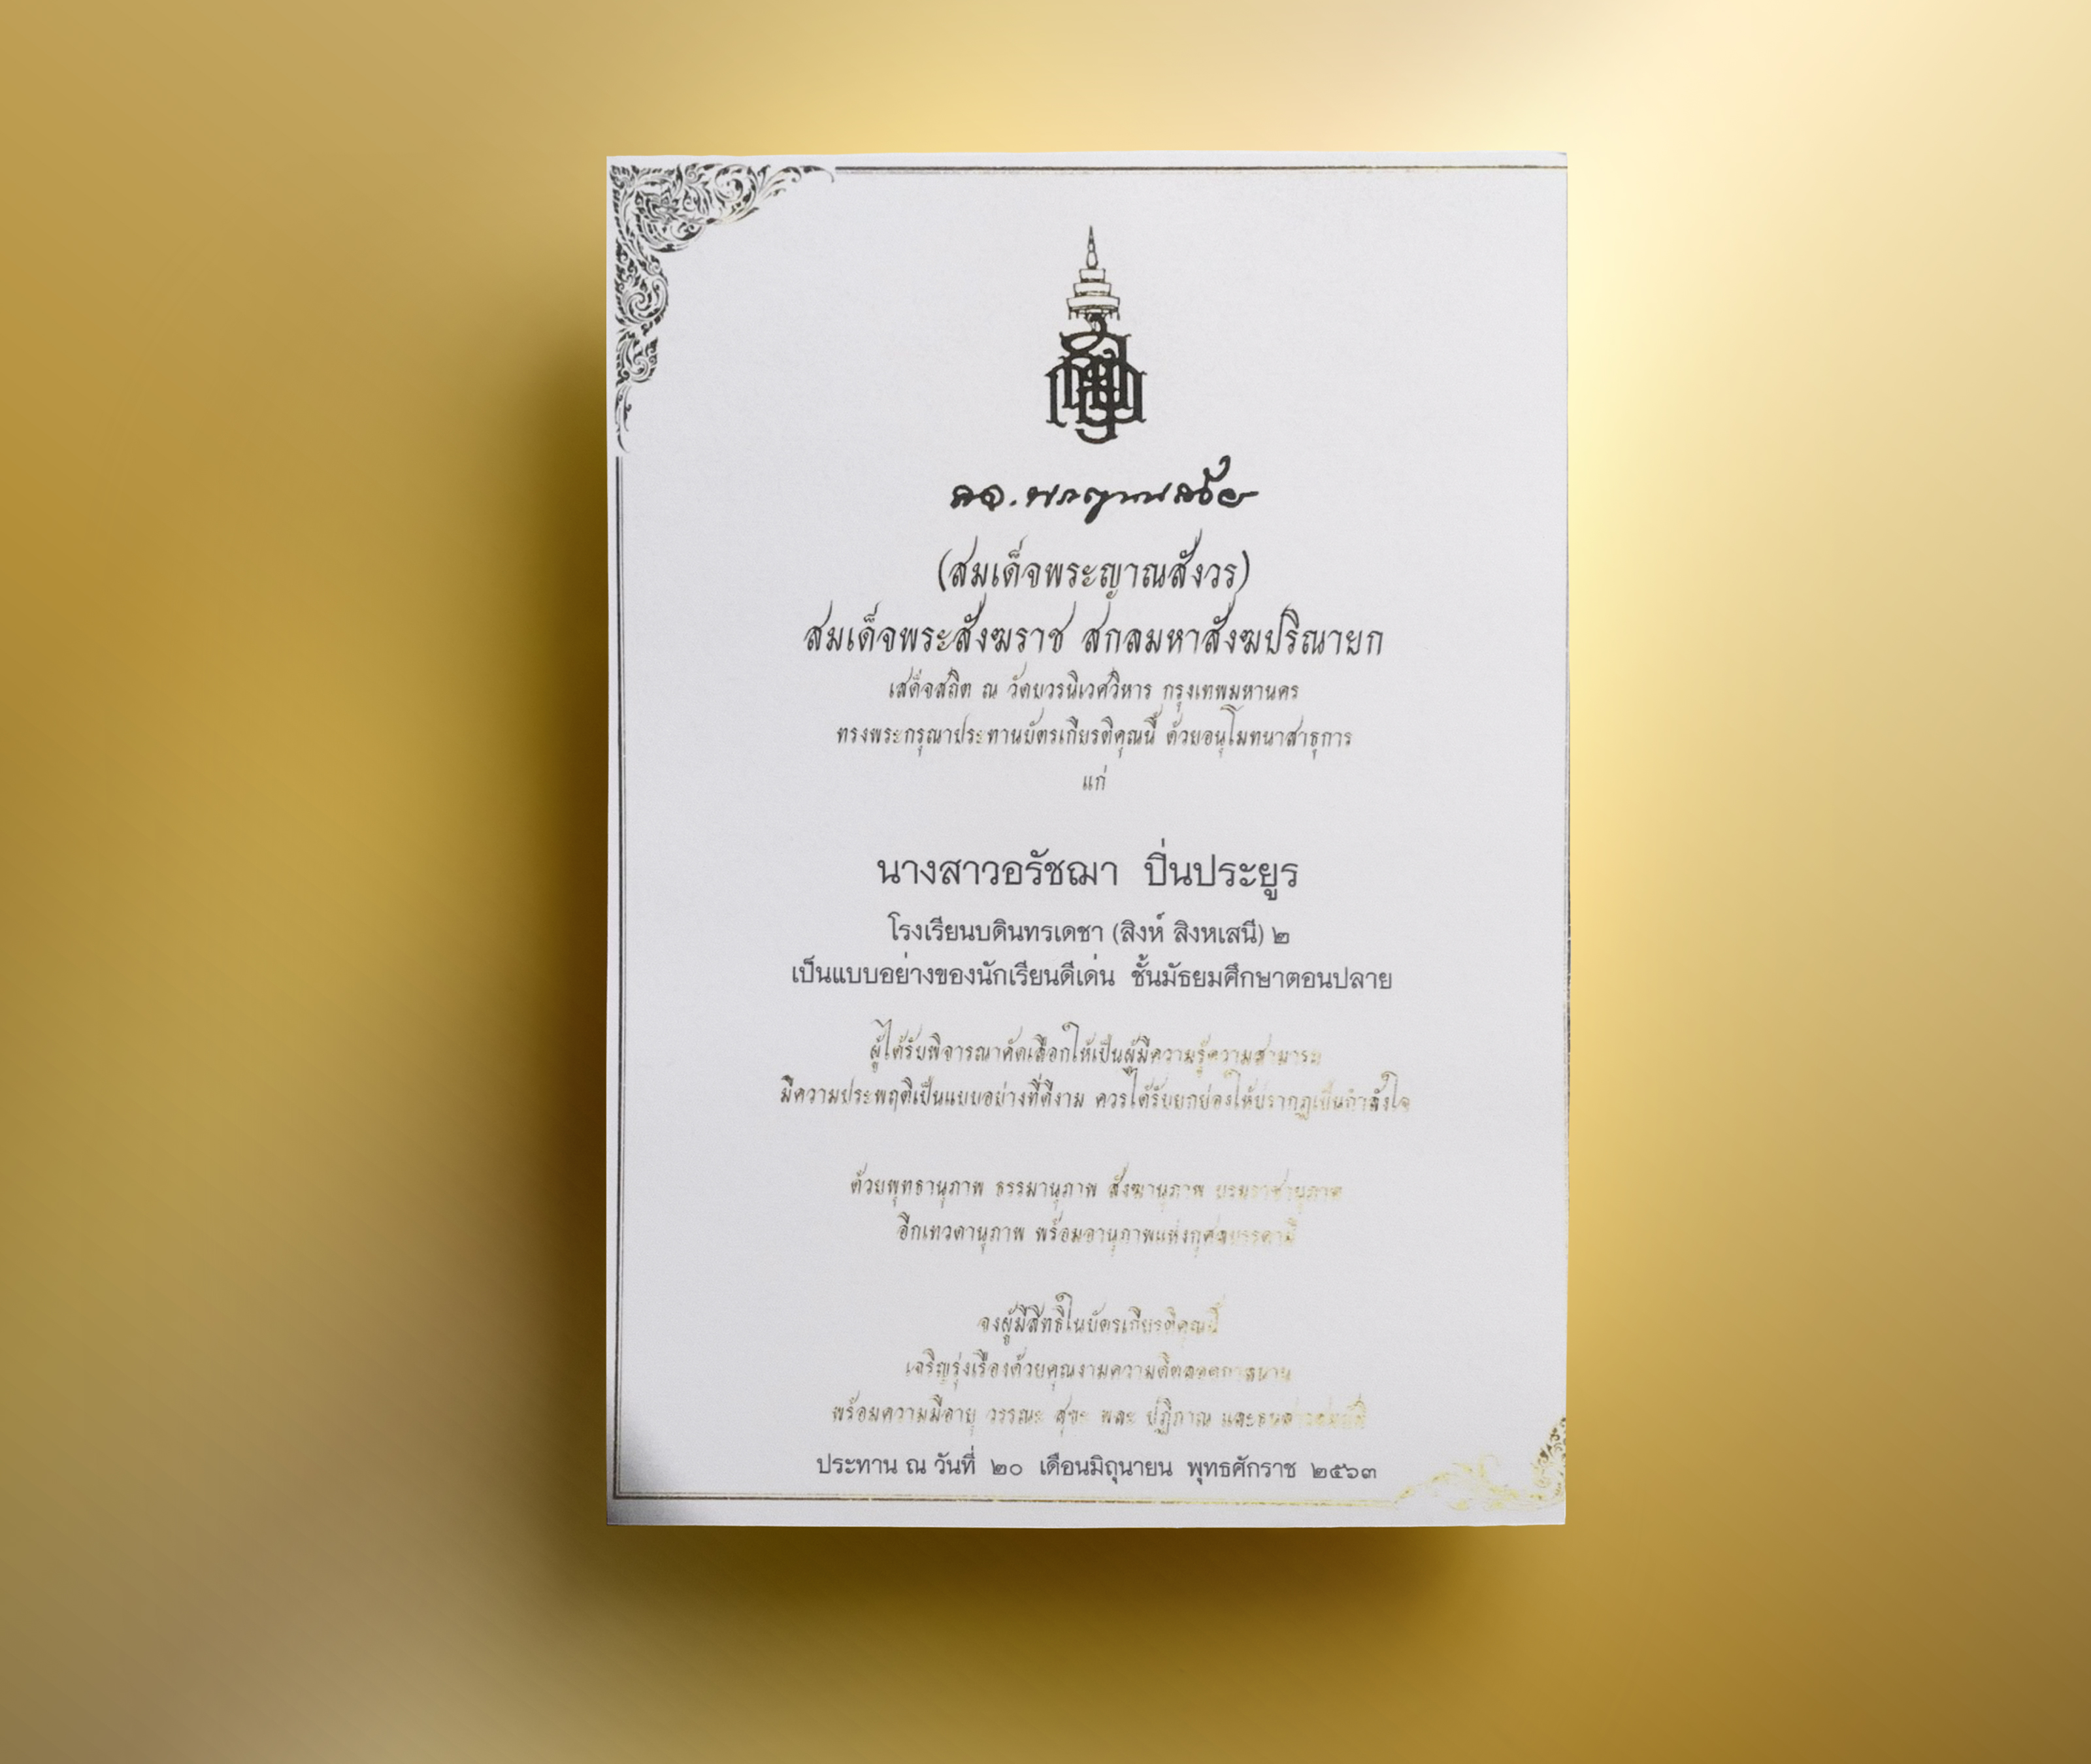 (สมเด็จพระญาณสังวร)
สมเด็จพระสังฆราช สกลมหาสังฆปริณายก
เสด็จสถิต ณ วัดบวรนิเวศวิหาร กรุงเทพมหานคร
ทรงพระกรุณาประทานบัตรเกียรติคุณนี้ ด้วยอนุโมทนาสาธุการ
แก่
นางสาวอรัชฌา ปิ่นประยูร
โรงเรียนบดินทรเดชา (สิงห์ สิงหเสนี) ๒
เป็นแบบอย่างของนักเรียนดีเด่น ชั้นมัธยมศึกษาตอนปลาย
ผู้ได้รับพิจารณาคัดเลือกให้เป็นผู้มีความรู้ความสามารถ
มีความประพฤติเป็นแบบอย่างที่ดีงาม ควรได้รับยกย่องให้ปรากฏเป็นกำลังใจ
ด้วยพุทธานุภาพ ธรรมานุภาพ สังฆานุภาพ บรมราชานุภาพ
อีกเทวดานุภาพ พร้อมอานุภาพแห่งกุศลบรรดามี
จงผู้มีสิทธิ์ในบัตรเกียรติคุณนี้
เจริญรุ่งเรืองด้วยคุณงามความดีตลอดกาลนาน
พร้อมความมีอายุ วรรณะ สุขะ พละ ปฏิภาณ
ประทาน ณ วันที่ ๒๐ เดือนมิถุนายน พุทธศักราช ๒๕๖๓